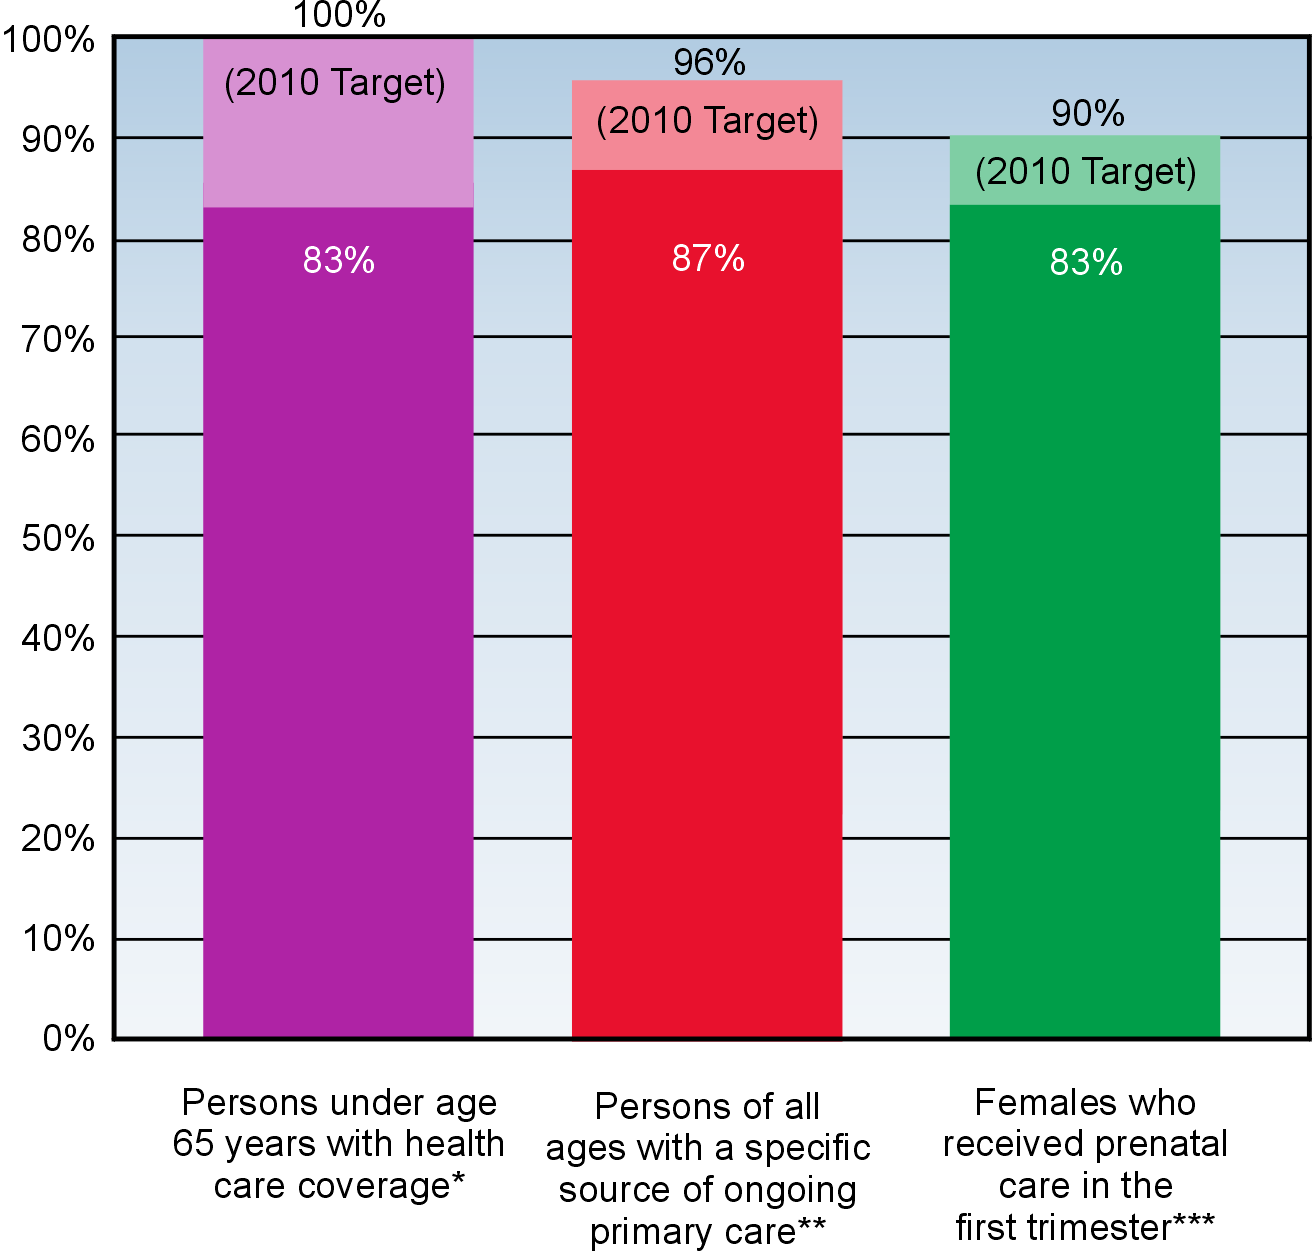 100%
100%
(2010 Target)
96%
(2010 Target)
90%
(2010 Target)
90%
83%
87%
83%
80%
70%
60%
50%
40%
30%
20%
10%
0%
Persons under age
65 years with health
care coverage*
Persons of all
ages with a specific
source of ongoing
primary care**
Females who
received prenatal
care in the
first trimester***